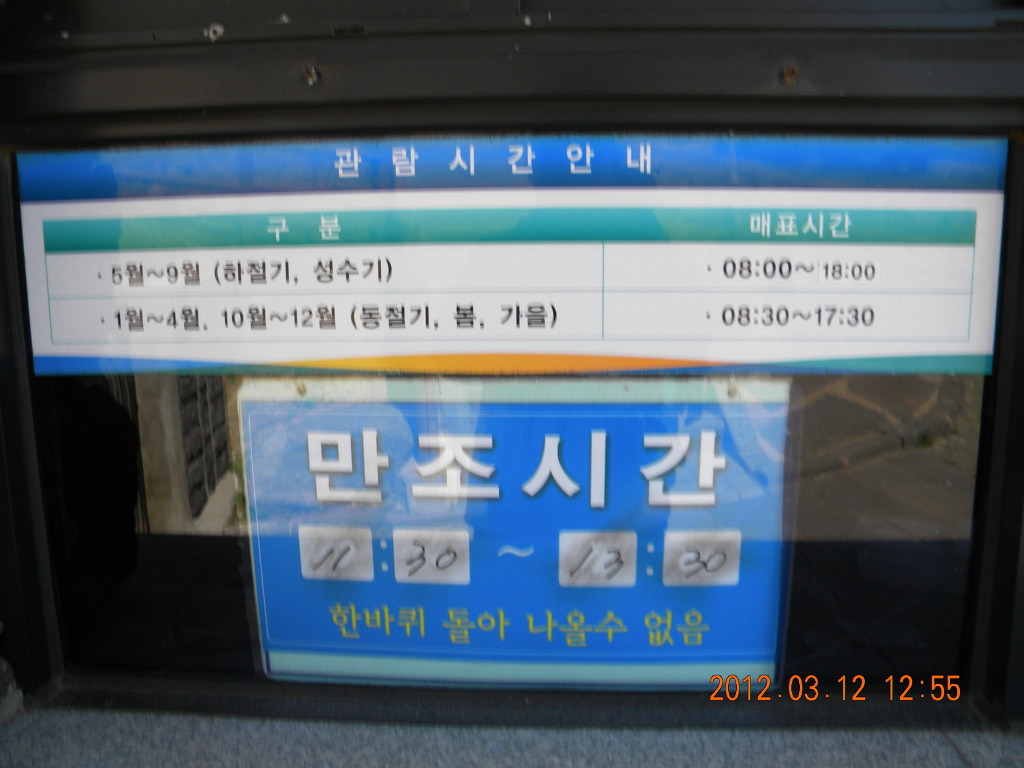 관람시간안내
구 분 매표시간
· 5월~9월 (하절기, 성수기) · 08:00~18:00
· 1월~4월, 10월~12월 (동절기, 봄, 가을) · 08:30~17:30
만조시간
11:30 ~ 13:30
한바퀴 돌아 나올수 없음
2012.03.12 12:55